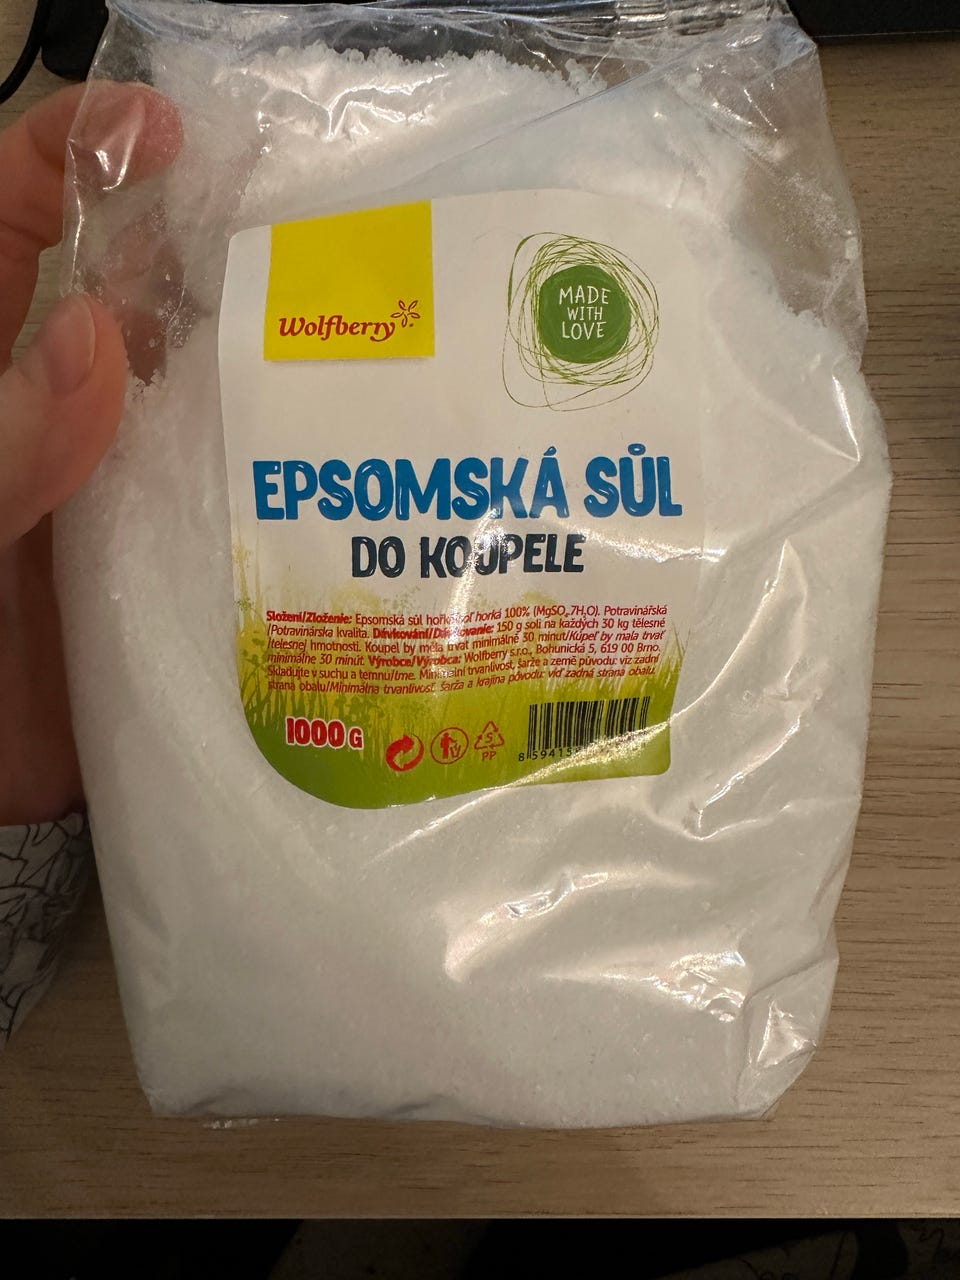 Wolfberry
MADE
WITH
LOVE
EPSOMSKÁ SŮL
DO KOUPELE
Složení/Zloženie: Epsomská sůl hořká/soľ horká 100% (MgSO₄.7H₂O). Potravinářská
/Potravinárska kvalita. Dávkování/Dávkovanie: 150 g soli na každých 30 kg tělesné
/telesnej hmotnosti. Koupel by měla trvat minimálně 30 minut/Kúpeľ by mala trvať
minimálne 30 minút. Výrobce/Výrobca: Wolfberry s.r.o., Bohunická 5, 619 00 Brno.
Skladujte v suchu a temnu/tme. Minimální trvanlivost, šarže a země původu: viz zadní
strana obalu/Minimálna trvanlivosť, šarža a krajina pôvodu: viď zadná strana obalu.
1000 G
5
PP
8 59415